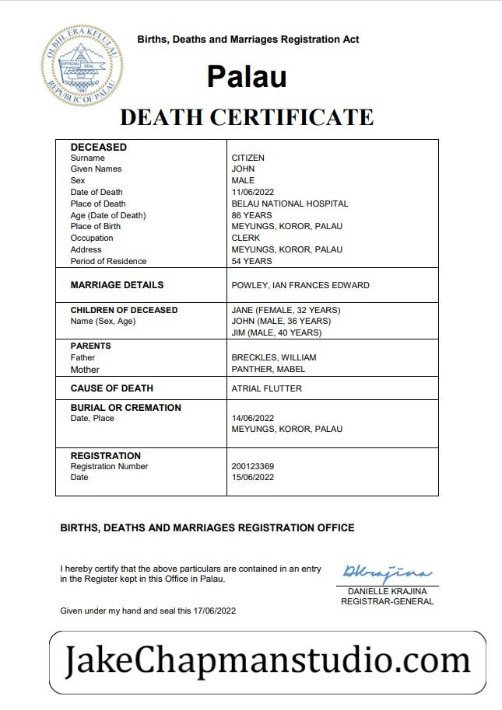 OLBIIL ERA KELULAU
OFFICIAL SEAL
REPUBLIC OF PALAU
Births, Deaths and Marriages Registration Act
Palau
DEATH CERTIFICATE
DECEASED
Surname CITIZEN
Given Names JOHN
Sex MALE
Date of Death 11/06/2022
Place of Death BELAU NATIONAL HOSPITAL
Age (Date of Death) 86 YEARS
Place of Birth MEYUNGS, KOROR, PALAU
Occupation CLERK
Address MEYUNGS, KOROR, PALAU
Period of Residence 54 YEARS
MARRIAGE DETAILS POWLEY, IAN FRANCES EDWARD
CHILDREN OF DECEASED JANE (FEMALE, 32 YEARS)
Name (Sex, Age) JOHN (MALE, 36 YEARS)
JIM (MALE, 40 YEARS)
PARENTS
Father BRECKLES, WILLIAM
Mother PANTHER, MABEL
CAUSE OF DEATH ATRIAL FLUTTER
BURIAL OR CREMATION
Date, Place 14/06/2022
MEYUNGS, KOROR, PALAU
REGISTRATION
Registration Number 200123369
Date 15/06/2022
BIRTHS, DEATHS AND MARRIAGES REGISTRATION OFFICE
I hereby certify that the above particulars are contained in an entry
in the Register kept in this Office in Palau.
DKrajina
DANIELLE KRAJINA
REGISTRAR-GENERAL
Given under my hand and seal this 17/06/2022
JakeChapmanstudio.com